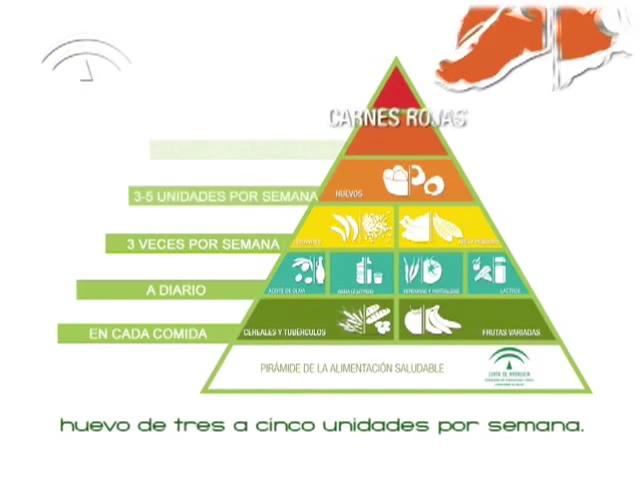 CARNES ROJAS
3-5 UNIDADES POR SEMANA
HUEVOS
3 VECES POR SEMANA
A DIARIO
ACEITE DE OLIVA
VERDURAS Y HORTALIZAS
LÁCTEOS
EN CADA COMIDA
CEREALES Y TUBÉRCULOS
FRUTAS VARIADAS
PIRÁMIDE DE LA ALIMENTACIÓN SALUDABLE
JUNTA DE ANDALUCIA
huevo de tres a cinco unidades por semana.